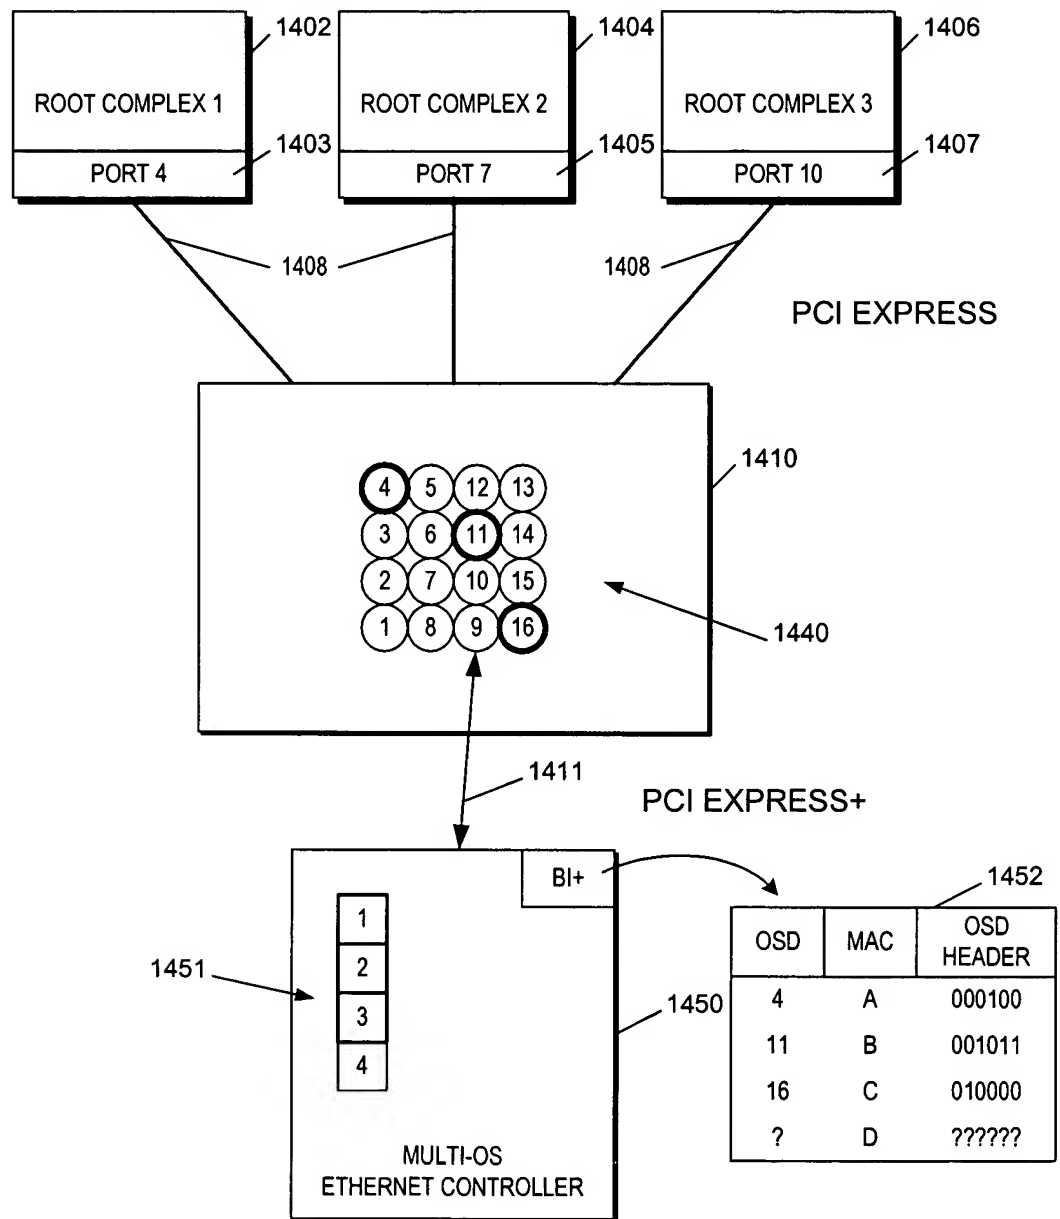 1402
1404
1406
ROOT COMPLEX 1
ROOT COMPLEX 2
ROOT COMPLEX 3
1403
1405
1407
PORT 4
PORT 7
PORT 10
1408
1408
PCI EXPRESS
1410
4 5 12 13
3 6 11 14
2 7 10 15
1 8 9 16
1440
1411
PCI EXPRESS+
BI+
1452
1451
1
2
3
4
1450
MULTI-OS
ETHERNET CONTROLLER
OSD MAC OSD
HEADER
4 A 000100
11 B 001011
16 C 010000
? D ??????